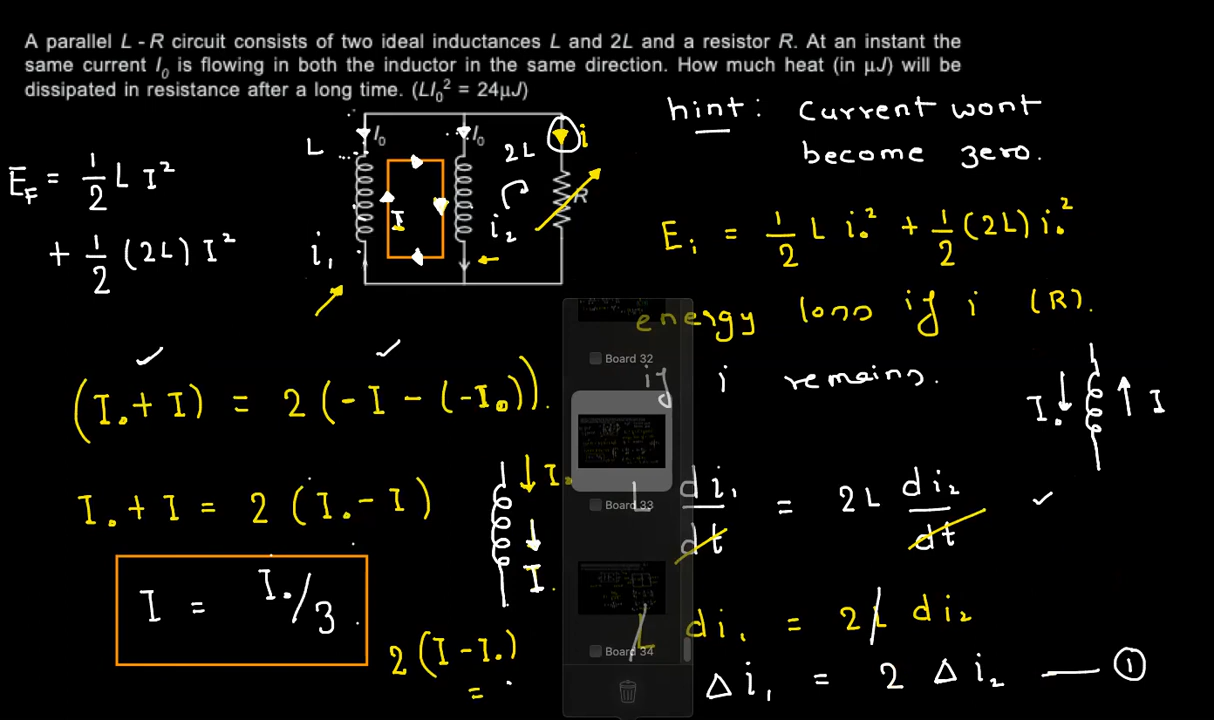 A parallel L - R circuit consists of two ideal inductances L and 2L and a resistor R. At an instant the
same current I₀ is flowing in both the inductor in the same direction. How much heat (in μJ) will be
dissipated in resistance after a long time. (LI₀² = 24μJ)
hint : Current wont
become zero.
L
I₀
I₀
2L
i
R
I
i₁
i₂
E_F = 1/2 L I²
+ 1/2 (2L) I²
E_i = 1/2 L i₀² + 1/2 (2L) i₀²
energy loss if i (R).
if i remains.
I₀ ↓ ↑ I
(I₀ + I) = 2 (-I - (-I₀)).
I₀ + I = 2 (I₀ - I)
I = I₀/3
↓ I₀
↓ I
2 (I - I₀)
=
L di₁/dt = 2L di₂/dt ✓
L di₁ = 2L di₂
Δi₁ = 2 Δi₂ — ①
Board 32
Board 33
Board 34